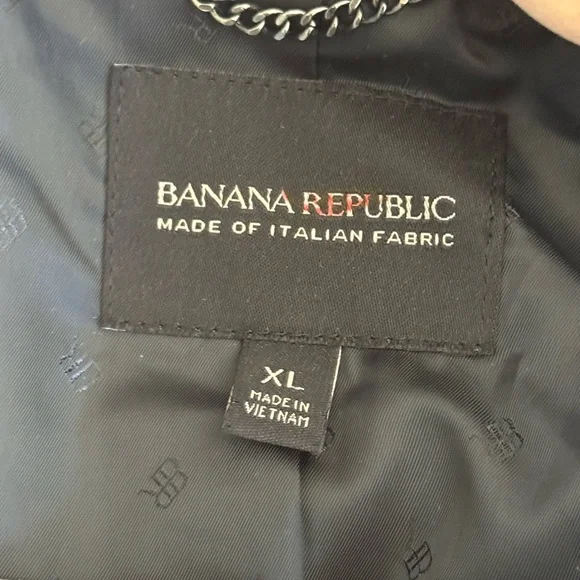 BANANA REPUBLIC
MADE OF ITALIAN FABRIC
XL
MADE IN
VIETNAM